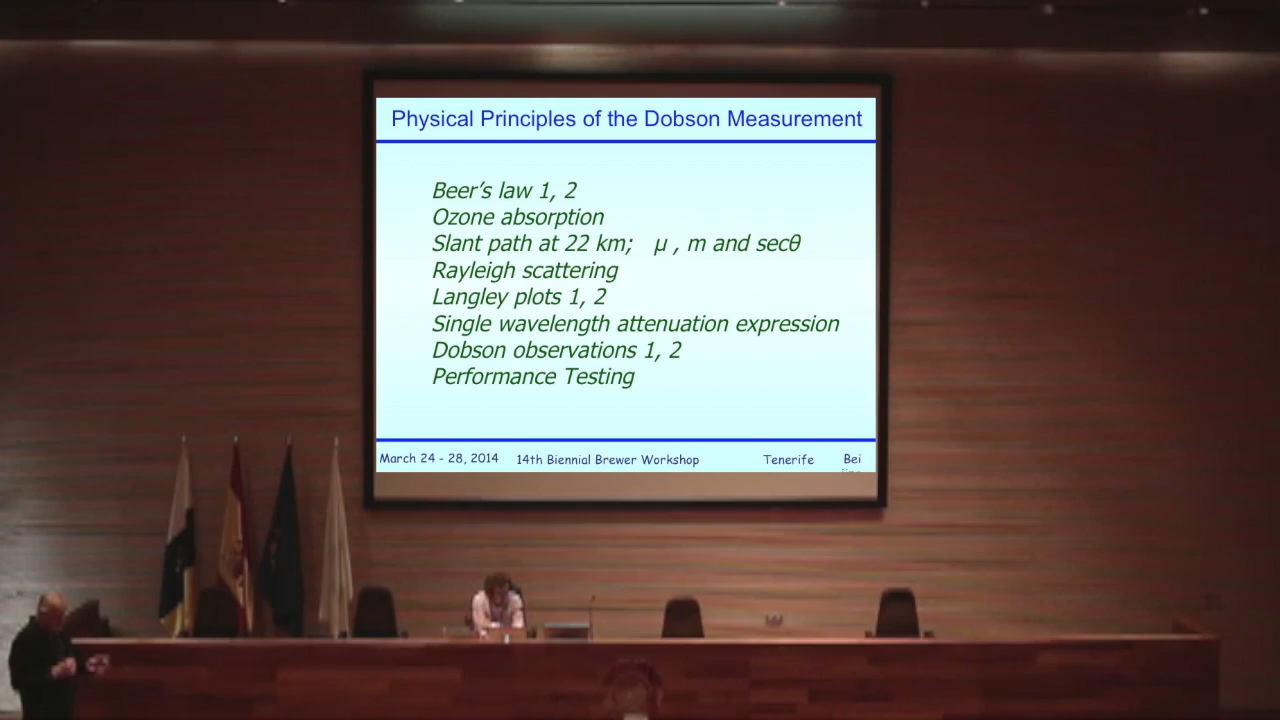 Physical Principles of the Dobson Measurement
Beer's law 1, 2
Ozone absorption
Slant path at 22 km; μ , m and secθ
Rayleigh scattering
Langley plots 1, 2
Single wavelength attenuation expression
Dobson observations 1, 2
Performance Testing
March 24 - 28, 2014 14th Biennial Brewer Workshop Tenerife Bei